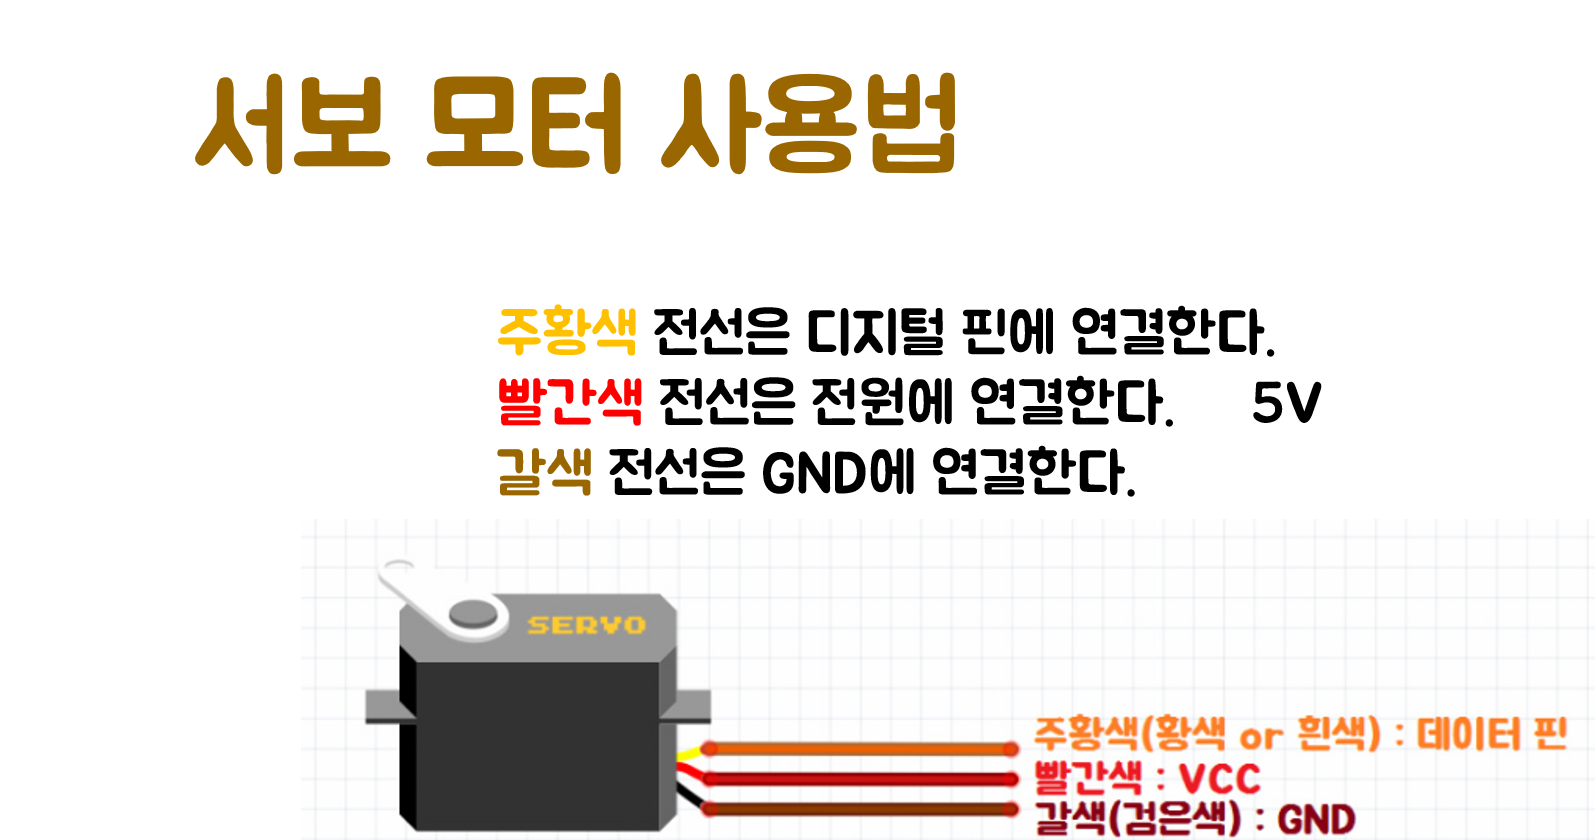 서보 모터 사용법
주황색 전선은 디지털 핀에 연결한다.
빨간색 전선은 전원에 연결한다. 5V
갈색 전선은 GND에 연결한다.
SERVO
주황색(황색 or 흰색) : 데이터 핀
빨간색 : VCC
갈색(검은색) : GND